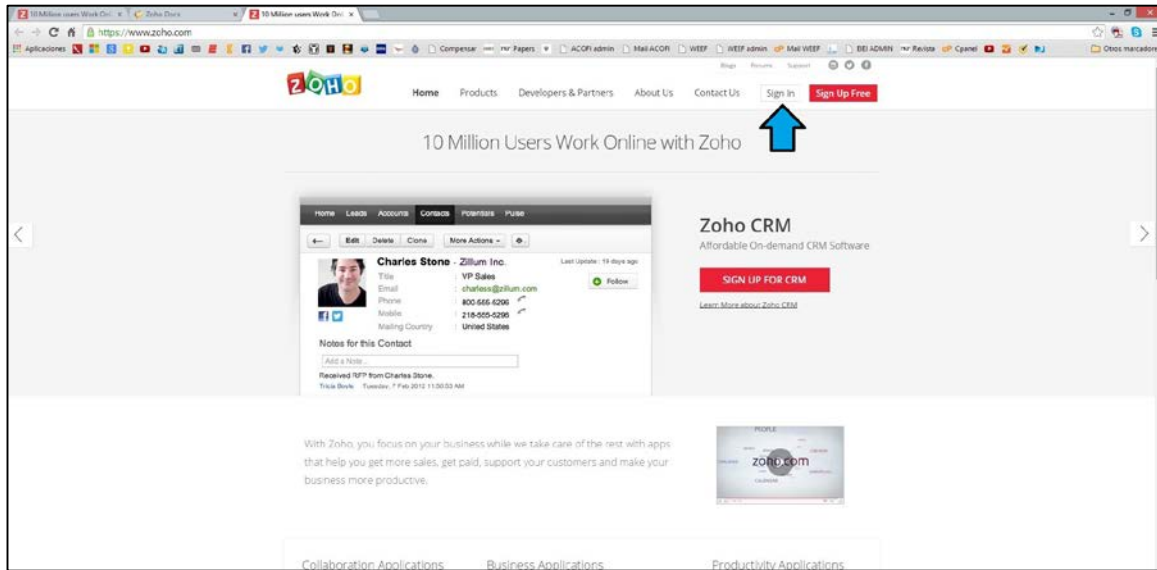 10 Million users Work Onl
Zoho Docs
10 Million users Work Onl
https://www.zoho.com
Aplicaciones
Compensar
Papers
ACOFI admin
Mail ACOFI
WEEF
WEEF admin
Mail WEEF
EEI ADMIN
Revista
Cpanel
Otros marcadore
Blogs Forums Support
ZOHO
Home Products Developers & Partners About Us Contact Us Sign In Sign Up Free
10 Million Users Work Online with Zoho
Home Leads Accounts Contacts Potentials Pulse
Edit Delete Clone More Actions
Charles Stone - Zillum Inc.
Last Update : 19 days ago
Title : VP Sales
Follow
Email : charless@zillum.com
Phone : 800-555-5296
Mobile : 218-555-5296
Mailing Country : United States
Notes for this Contact
Add a Note...
Received RFP from Charles Stone.
Tricia Boyle Tuesday, 7 Feb 2012 11:50:53 AM
Zoho CRM
Affordable On-demand CRM Software
SIGN UP FOR CRM
Learn More about Zoho CRM
With Zoho, you focus on your business while we take care of the rest with apps
that help you get more sales, get paid, support your customers and make your
business more productive.
PEOPLE
zoho.com
CALENDAR
Collaboration Applications Business Applications Productivity Applications